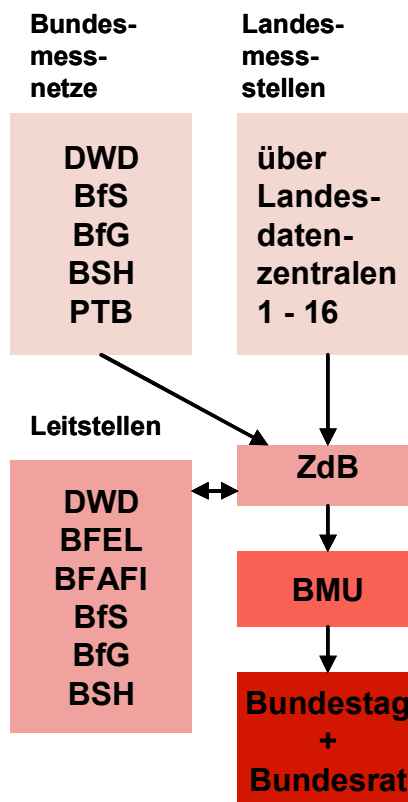 Bundes-
mess-
netze
DWD
BfS
BfG
BSH
PTB
Landes-
mess-
stellen
über
Landes-
daten-
zentralen
1 - 16
Leitstellen
DWD
BFEL
BFAFI
BfS
BfG
BSH
ZdB
BMU
Bundestag
+
Bundesrat